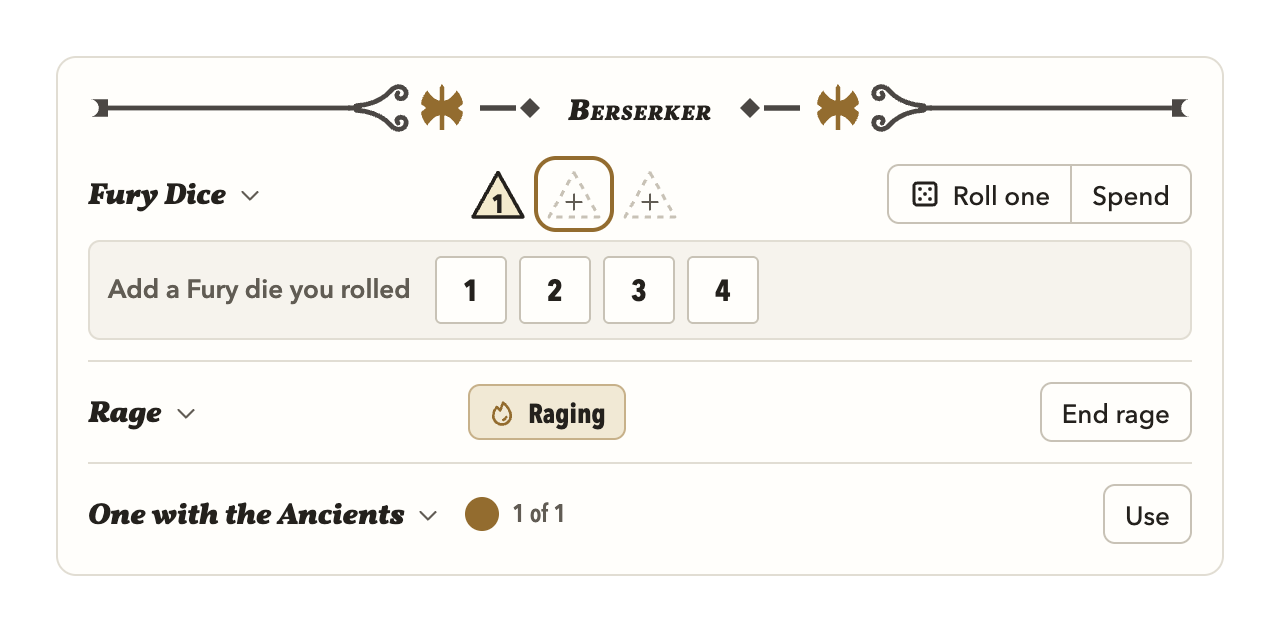 Berserker
Fury Dice
1
+
+
Roll one
Spend
Add a Fury die you rolled
1
2
3
4
Rage
Raging
End rage
One with the Ancients
1 of 1
Use